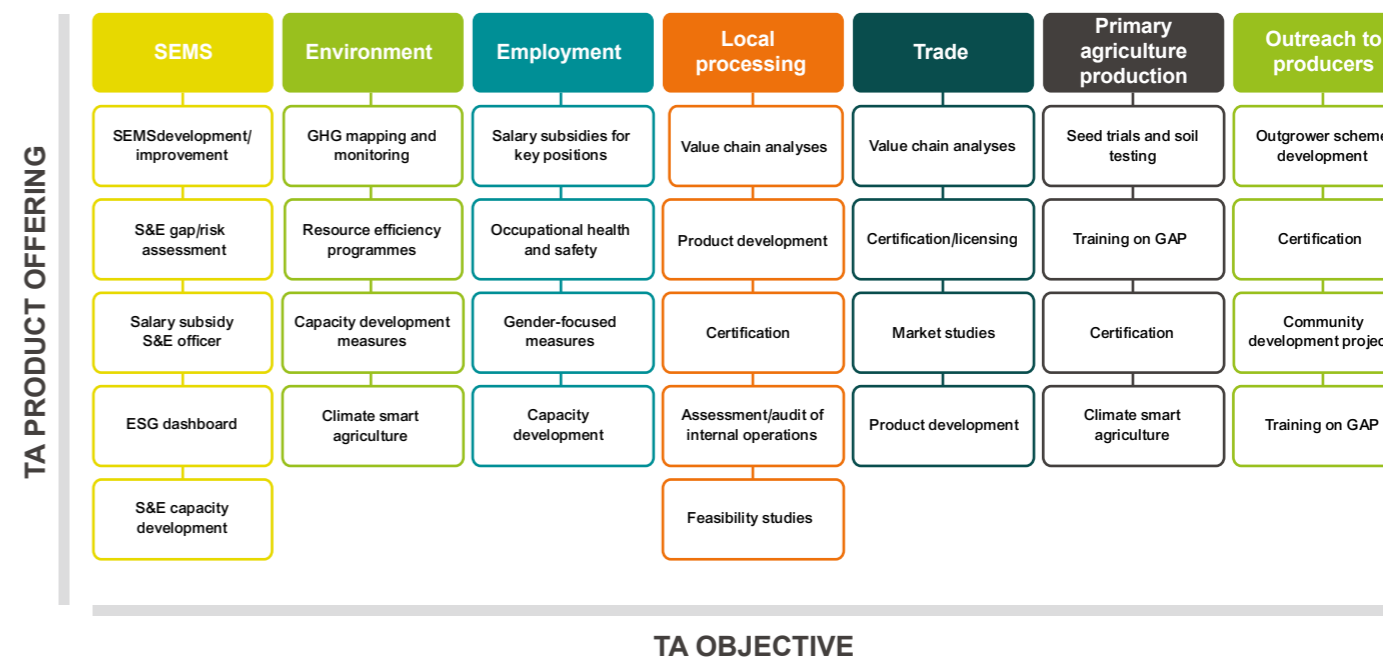 TA PRODUCT OFFERING
SEMS
SEMSdevelopment/
improvement
S&E gap/risk
assessment
Salary subsidy
S&E officer
ESG dashboard
S&E capacity
development
Environment
GHG mapping and
monitoring
Resource efficiency
programmes
Capacity development
measures
Climate smart
agriculture
Employment
Salary subsidies for
key positions
Occupational health
and safety
Gender-focused
measures
Capacity
development
Local
processing
Value chain analyses
Product development
Certification
Assessment/audit of
internal operations
Feasibility studies
Trade
Value chain analyses
Certification/licensing
Market studies
Product development
Primary
agriculture
production
Seed trials and soil
testing
Training on GAP
Certification
Climate smart
agriculture
Outreach to
producers
Outgrower scheme
development
Certification
Community
development project
Training on GAP
TA OBJECTIVE